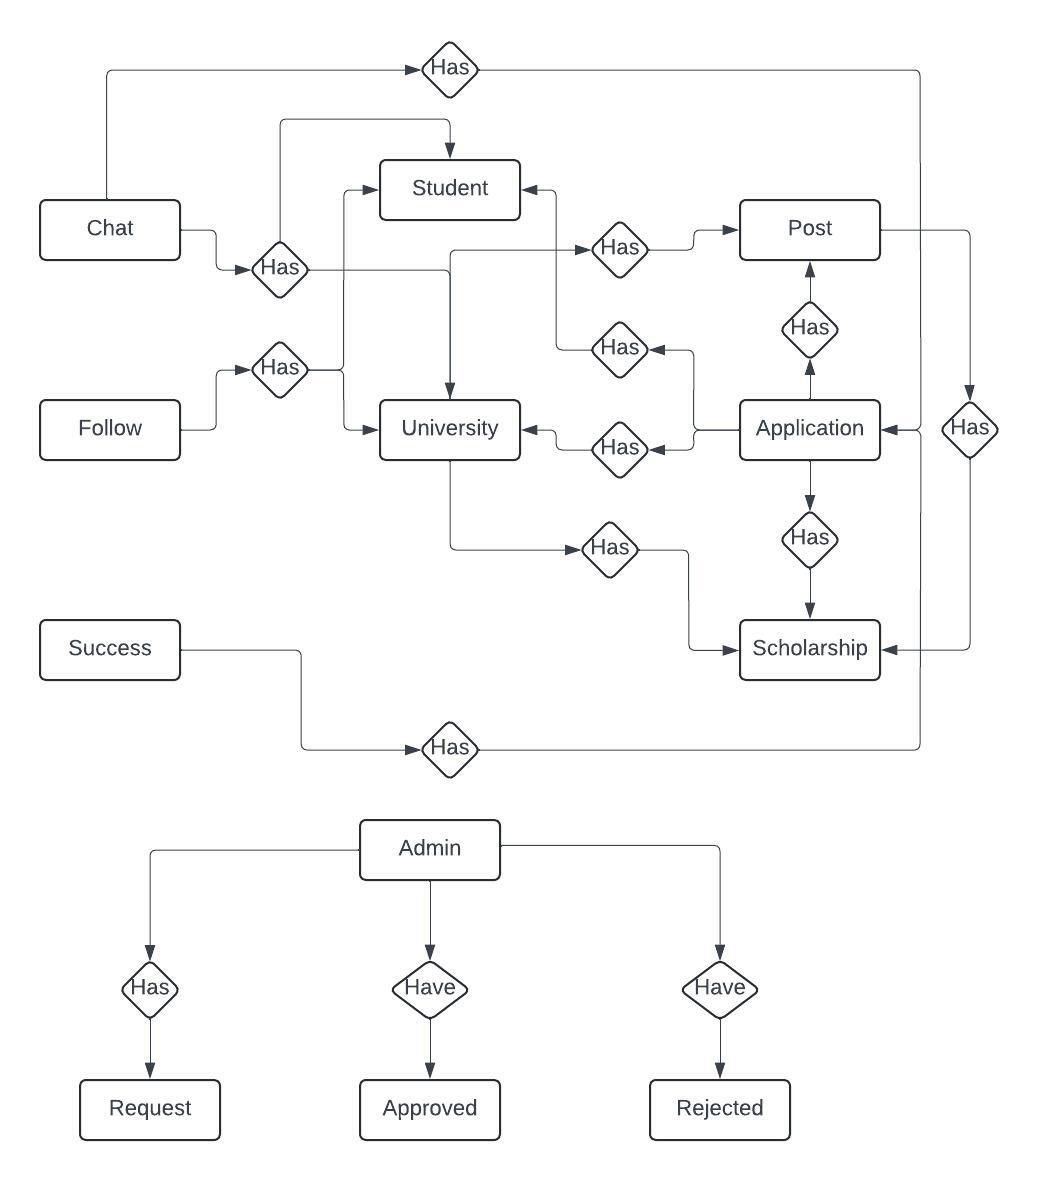 Has
Student
Chat
Post
Has
Has
Has
Has
Has
Follow
University
Application
Has
Has
Has
Has
Success
Scholarship
Has
Admin
Has
Have
Have
Request
Approved
Rejected